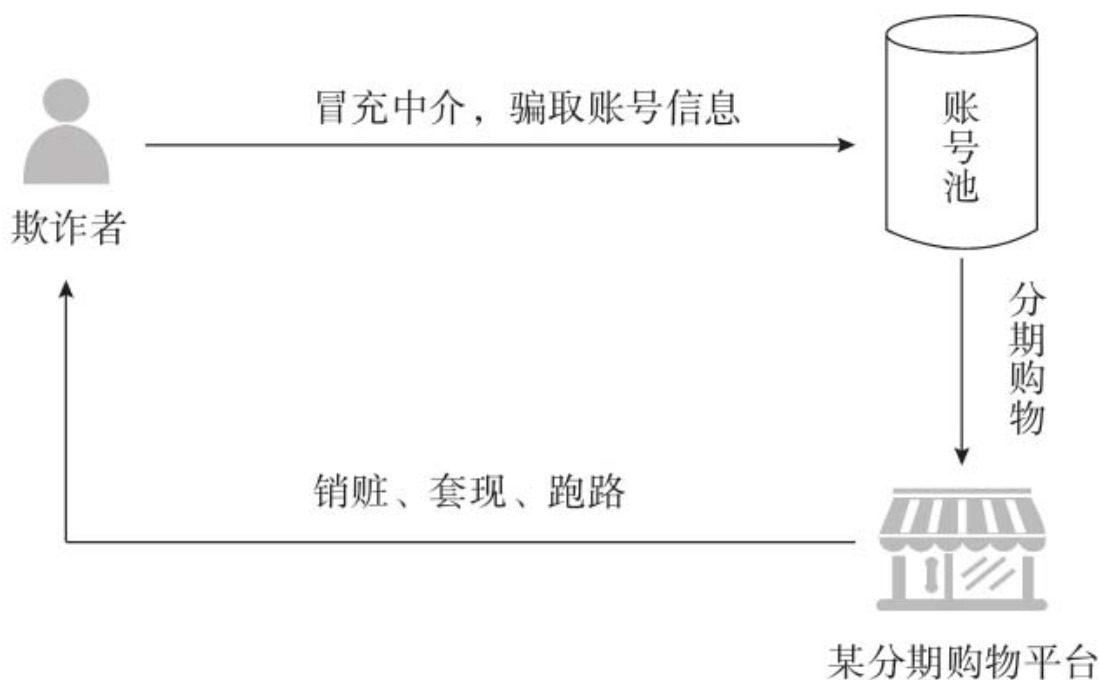 冒充中介，骗取账号信息
账号池
欺诈者
分期购物
销赃、套现、跑路
某分期购物平台